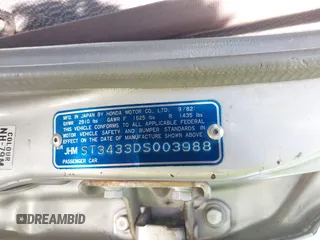 MFD. IN JAPAN BY HONDA MOTOR CO., LTD. 9/82
GVWR 2910 lbs GAWR F 1525 lbs R 1435 lbs
THIS VEHICLE CONFORMS TO ALL APPLICABLE FEDERAL
MOTOR VEHICLE SAFETY AND BUMPER STANDARDS IN
EFFECT ON THE DATE OF MANUFACTURE SHOWN ABOVE.
JHM ST3433DS003988
PASSENGER CAR
COLOUR
DREAMBID